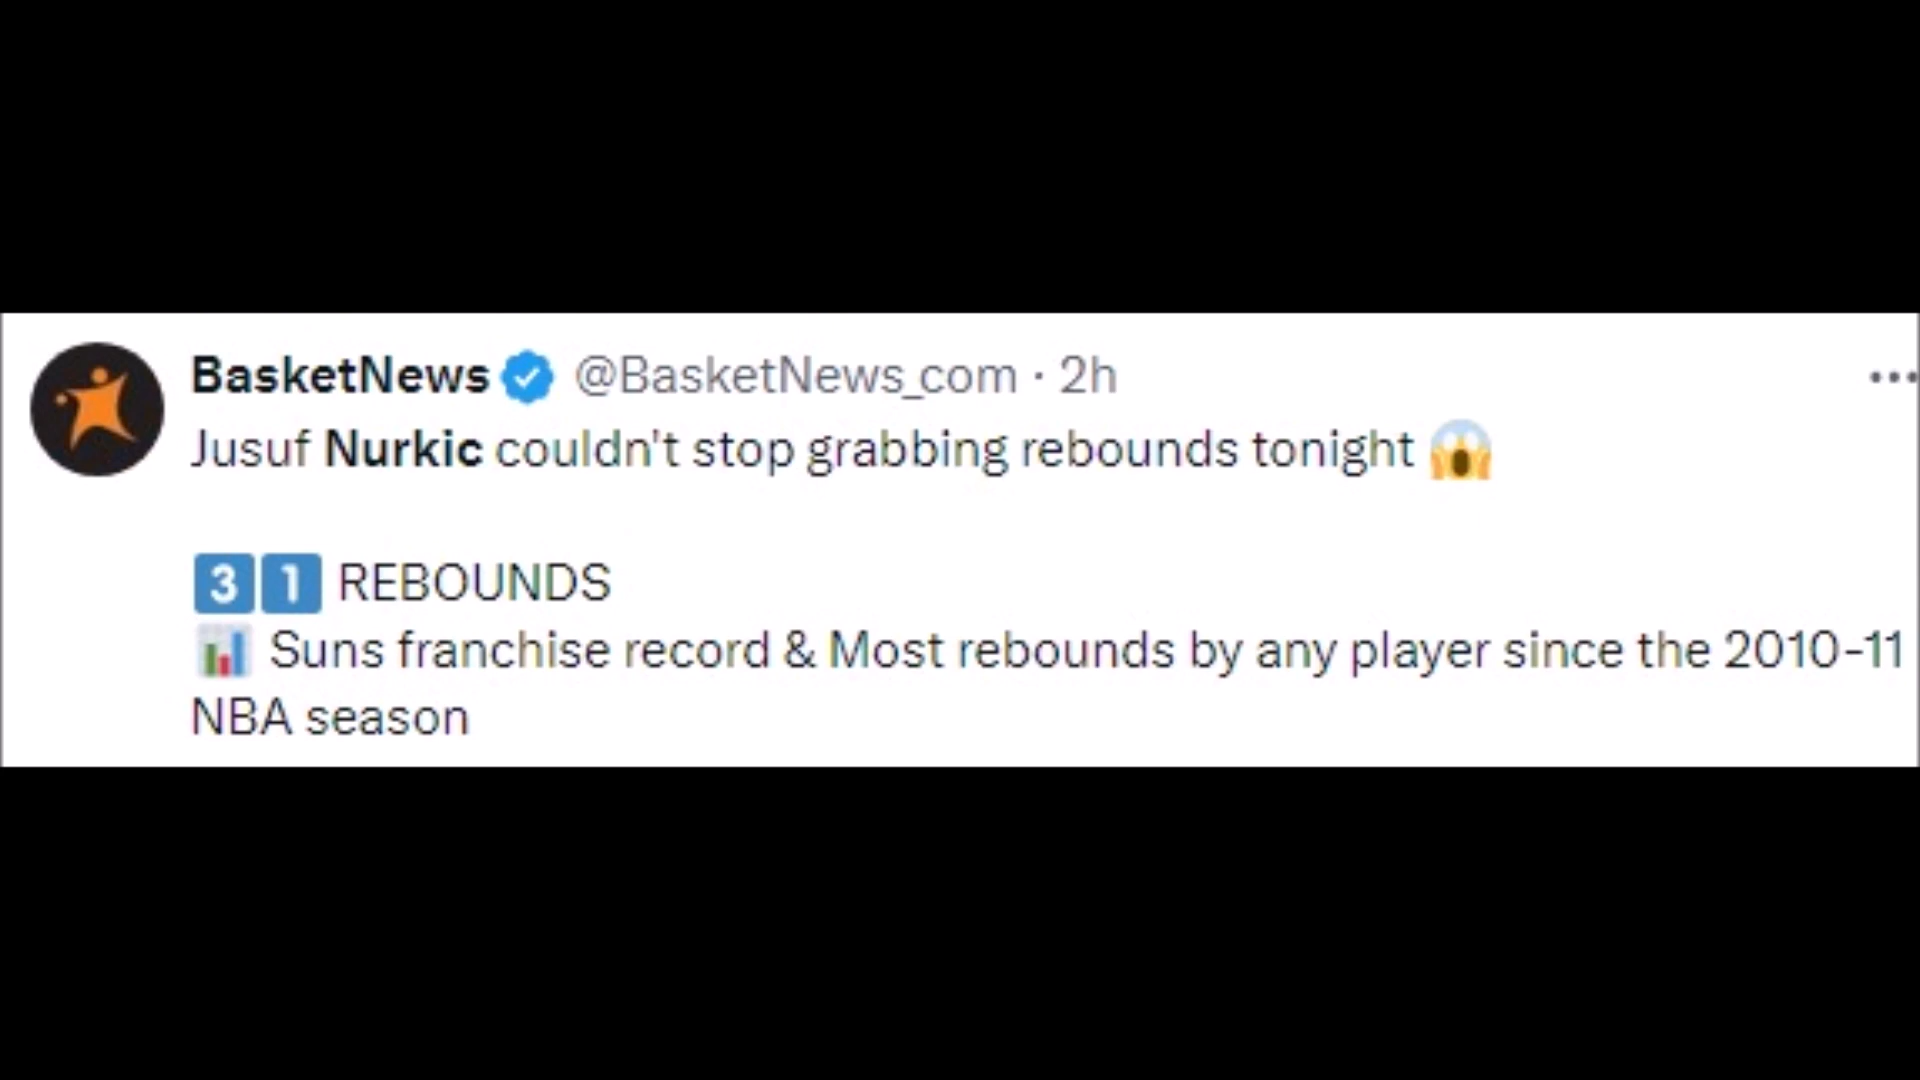 BasketNews @BasketNews_com · 2h
Jusuf Nurkic couldn't stop grabbing rebounds tonight 😱
3️⃣1️⃣ REBOUNDS
📊 Suns franchise record & Most rebounds by any player since the 2010-11
NBA season